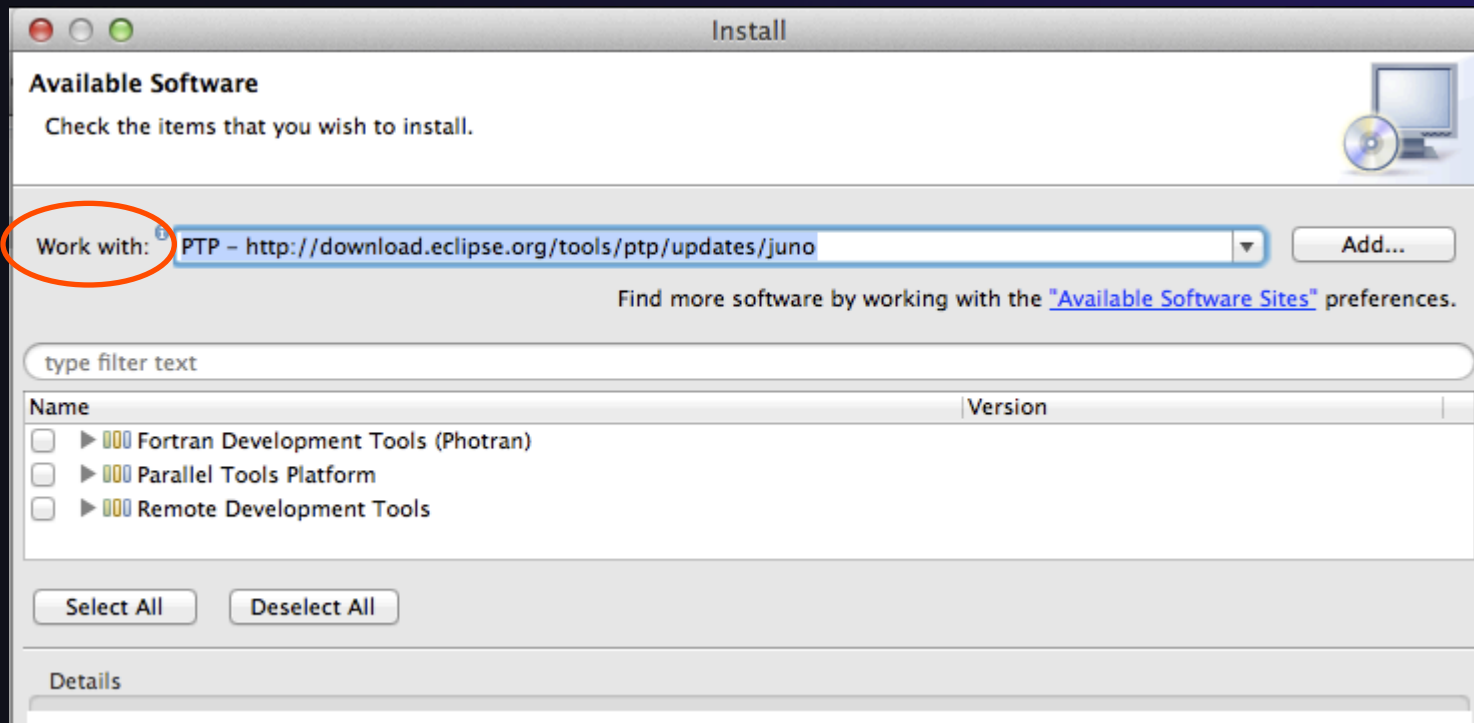 Install
Available Software
Check the items that you wish to install.
Work with: PTP – http://download.eclipse.org/tools/ptp/updates/juno Add...
Find more software by working with the "Available Software Sites" preferences.
type filter text
Name Version
Fortran Development Tools (Photran)
Parallel Tools Platform
Remote Development Tools
Select All Deselect All
Details